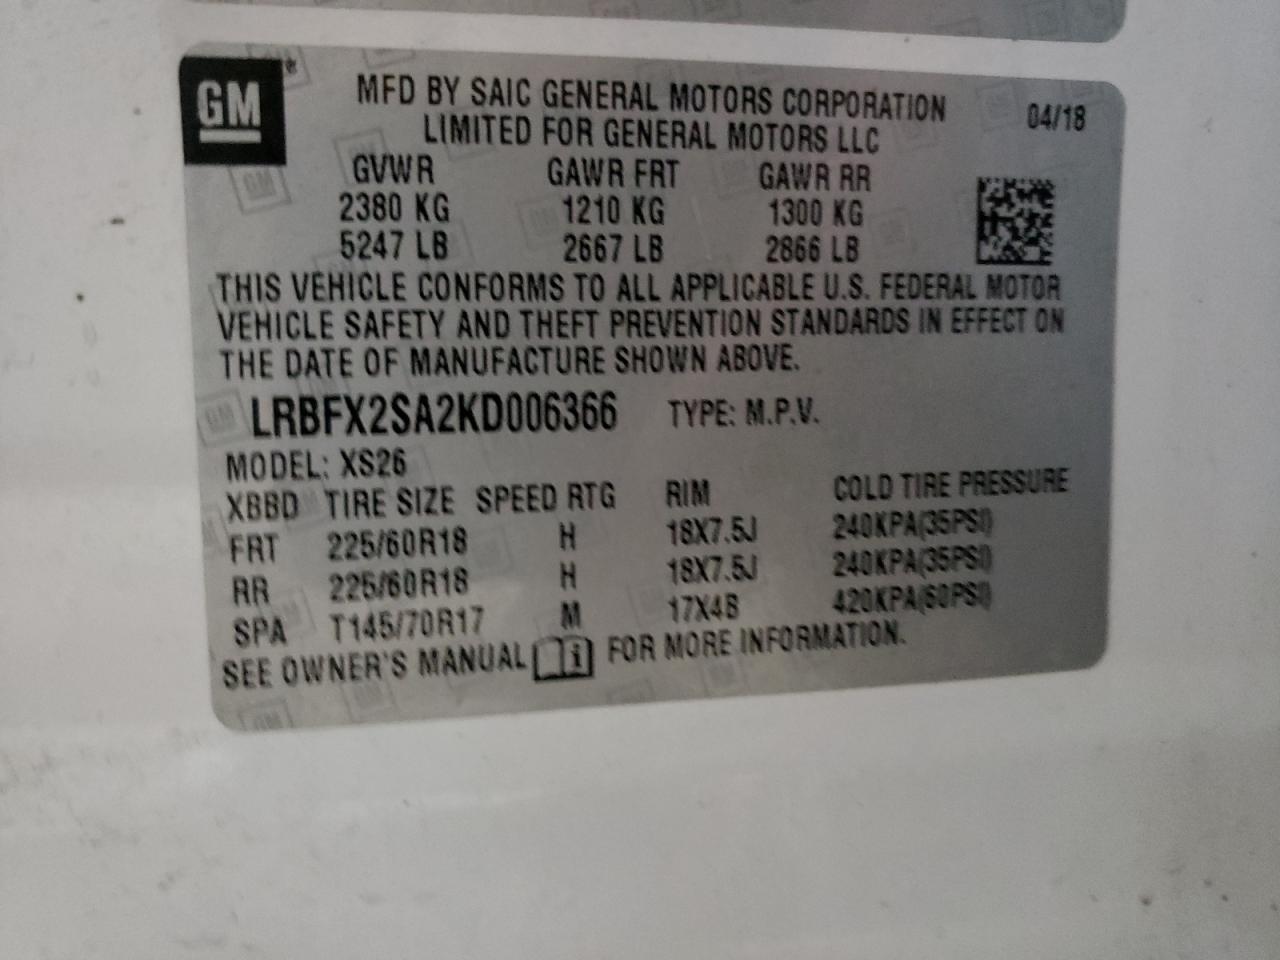 GM
MFD BY SAIC GENERAL MOTORS CORPORATION 04/18
LIMITED FOR GENERAL MOTORS LLC
GVWR GAWR FRT GAWR RR
2380 KG 1210 KG 1300 KG
5247 LB 2667 LB 2866 LB
THIS VEHICLE CONFORMS TO ALL APPLICABLE U.S. FEDERAL MOTOR
VEHICLE SAFETY AND THEFT PREVENTION STANDARDS IN EFFECT ON
THE DATE OF MANUFACTURE SHOWN ABOVE.
LRBFX2SA2KD006366 TYPE: M.P.V.
MODEL: XS26
XBBD TIRE SIZE SPEED RTG RIM COLD TIRE PRESSURE
FRT 225/60R18 H 18X7.5J 240KPA(35PSI)
RR 225/60R18 H 18X7.5J 240KPA(35PSI)
SPA T145/70R17 M 17X4B 420KPA(60PSI)
SEE OWNER'S MANUAL FOR MORE INFORMATION.